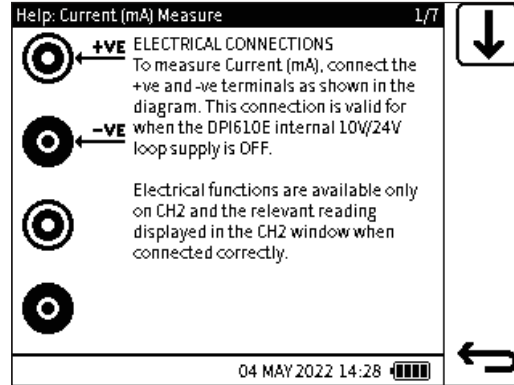 Help: Current (mA) Measure 1/7
+VE
ELECTRICAL CONNECTIONS
To measure Current (mA), connect the
+ve and -ve terminals as shown in the
diagram. This connection is valid for
-VE
when the DPI610E internal 10V/24V
loop supply is OFF.
Electrical functions are available only
on CH2 and the relevant reading
displayed in the CH2 window when
connected correctly.
04 MAY 2022 14:28